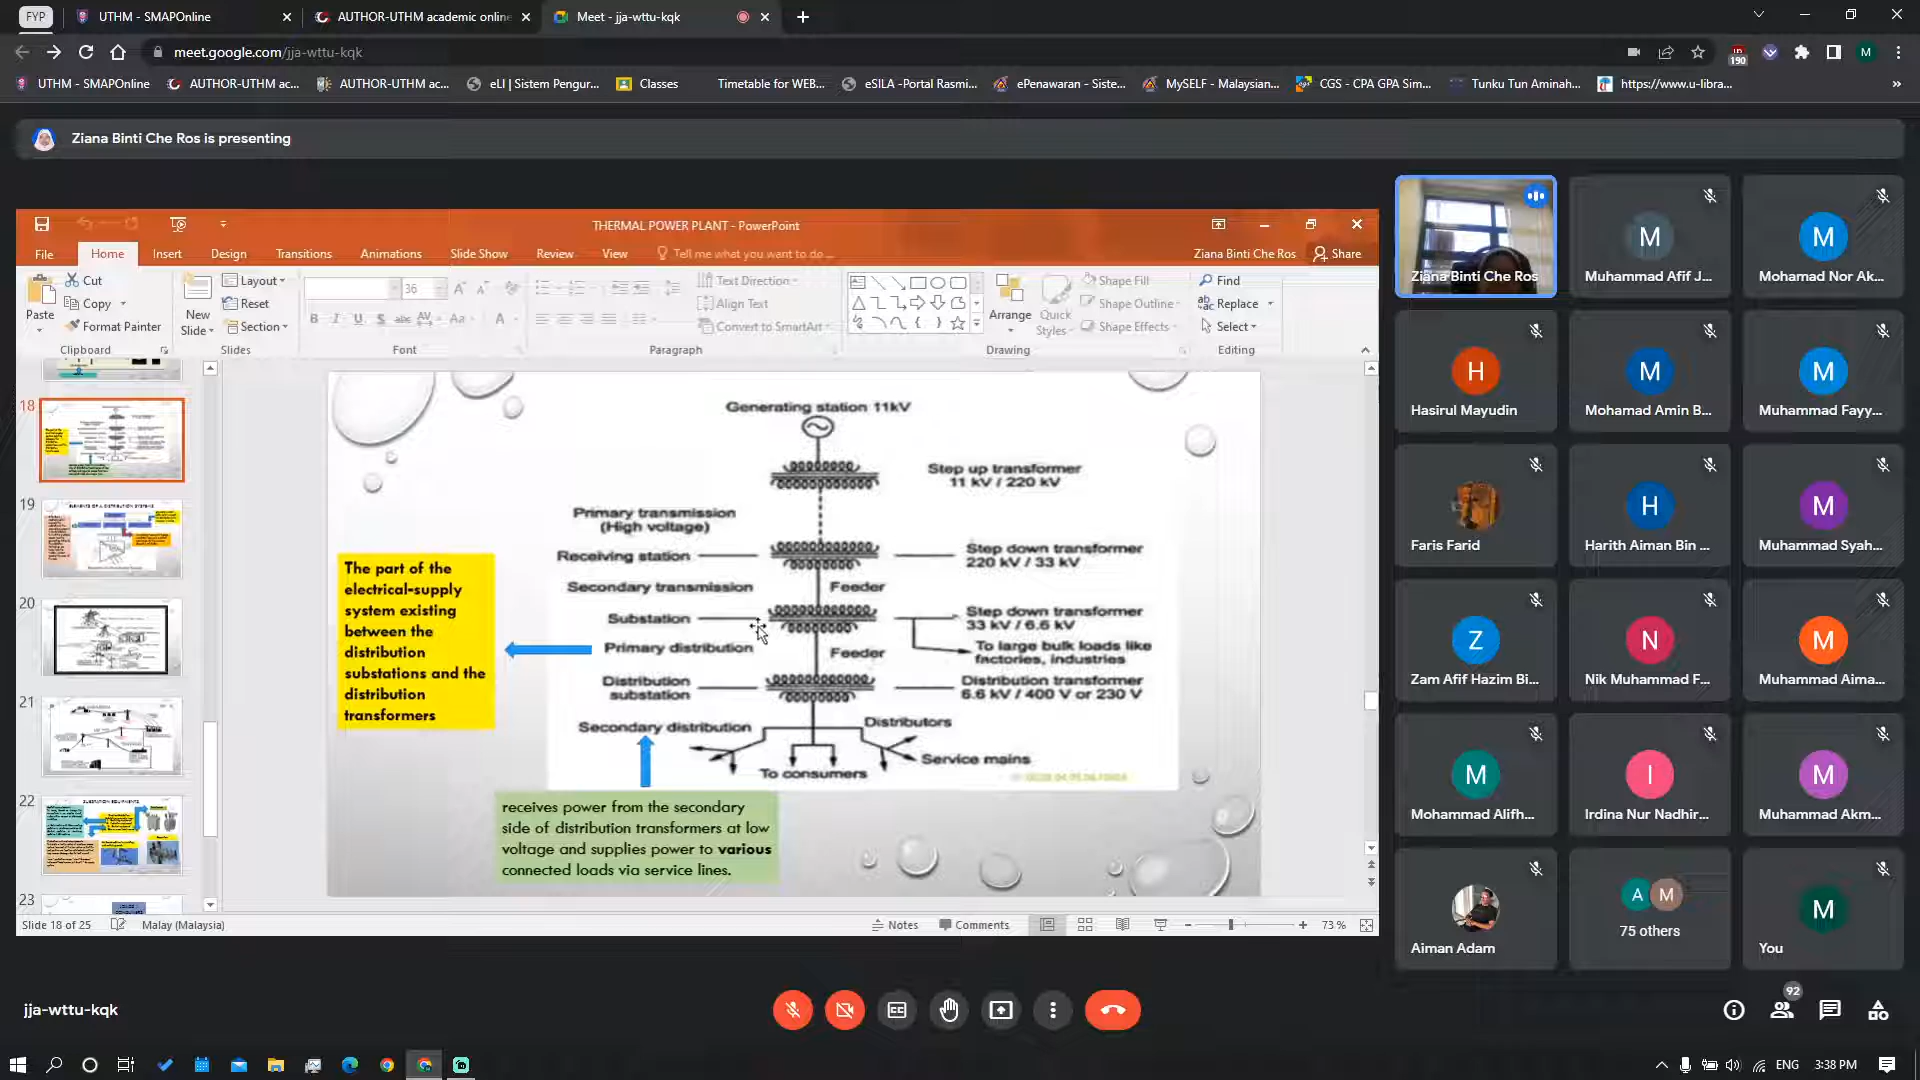 FYP
UTHM - SMAPOnline
AUTHOR-UTHM academic online
Meet - jja-wttu-kqk
meet.google.com/jja-wttu-kqk
190
M
UTHM - SMAPOnline
AUTHOR-UTHM ac...
AUTHOR-UTHM ac...
eLI | Sistem Pengur...
Classes
Timetable for WEB...
eSILA -Portal Rasmi...
ePenawaran - Siste...
MySELF - Malaysian...
CGS - CPA GPA Sim...
Tunku Tun Aminah...
https://www.u-libra...
Ziana Binti Che Ros is presenting
THERMAL POWER PLANT - PowerPoint
File
Home
Insert
Design
Transitions
Animations
Slide Show
Review
View
Tell me what you want to do ...
Ziana Binti Che Ros
Share
Paste
Cut
Copy
Format Painter
Clipboard
New
Slide
Layout
Reset
Section
Slides
36
Font
Text Direction
Align Text
Convert to SmartArt
Paragraph
Arrange
Quick
Styles
Shape Fill
Shape Outline
Shape Effects
Drawing
Find
Replace
Select
Editing
18
19
20
21
22
23
Generating station 11kV
Step up transformer
11 kV / 220 kV
Primary transmission
(High voltage)
Receiving station
Step down transformer
220 kV / 33 kV
Secondary transmission
Feeder
Substation
Step down transformer
33 kV / 6.6 kV
Primary distribution
Feeder
To large bulk loads like
factories, industries
Distribution
substation
Distribution transformer
6.6 kV / 400 V or 230 V
Secondary distribution
Distributors
Service mains
To consumers
The part of the
electrical-supply
system existing
between the
distribution
substations and the
distribution
transformers
receives power from the secondary
side of distribution transformers at low
voltage and supplies power to various
connected loads via service lines.
Slide 18 of 25
Malay (Malaysia)
Notes
Comments
73 %
Ziana Binti Che Ros
M
Muhammad Afif J...
M
Mohamad Nor Ak...
H
Hasirul Mayudin
M
Mohamad Amin B...
M
Muhammad Fayy...
Faris Farid
H
Harith Aiman Bin ...
M
Muhammad Syah...
Z
Zam Afif Hazim Bi...
N
Nik Muhammad F...
M
Muhammad Aima...
M
Mohammad Alifh...
I
Irdina Nur Nadhir...
M
Muhammad Akm...
Aiman Adam
A
M
75 others
M
You
jja-wttu-kqk
92
ENG
3:38 PM